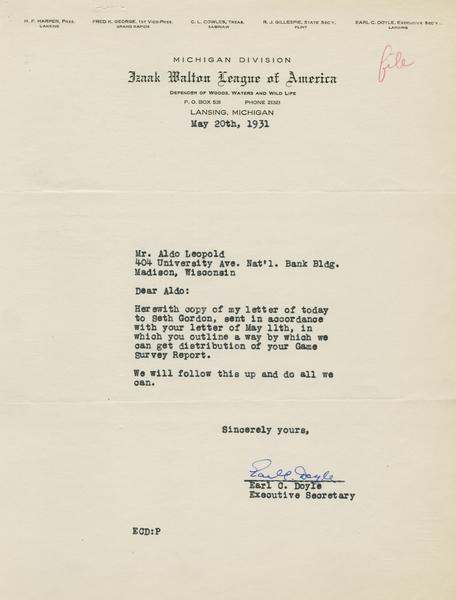 H. F. Harper, Pres.
Lansing
Fred K. George, 1st Vice-Pres.
Grand Rapids
C. L. Cowles, Treas.
Saginaw
R. J. Gillespie, State Sec'y.
Flint
Earl C. Doyle, Executive Sec'y.
Lansing
file
MICHIGAN DIVISION
Izaak Walton League of America
Defender of Woods, Waters and Wild Life
P. O. BOX 531 PHONE 21321
LANSING, MICHIGAN
May 20th, 1931
Mr. Aldo Leopold
404 University Ave. Nat'l. Bank Bldg.
Madison, Wisconsin
Dear Aldo:
Herewith copy of my letter of today
to Seth Gordon, sent in accordance
with your letter of May 11th, in
which you outline a way by which we
can get distribution of your Game
Survey Report.
We will follow this up and do all we
can.
Sincerely yours,
Earl C. Doyle
Earl C. Doyle
Executive Secretary
ECD:P